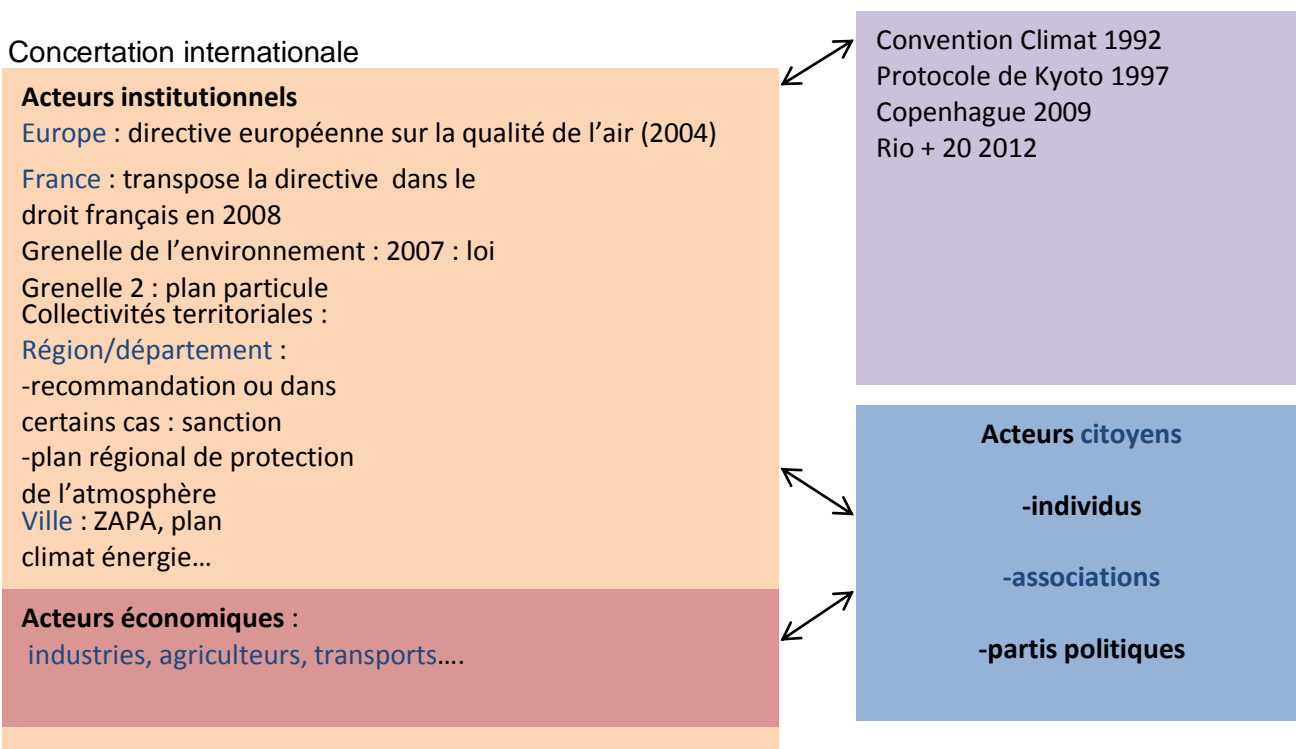 Concertation internationale
Acteurs institutionnels
Europe : directive européenne sur la qualité de l’air (2004)
France : transpose la directive  dans le
droit français en 2008
Grenelle de l’environnement : 2007 : loi
Grenelle 2 : plan particule
Collectivités territoriales :
Région/département :
-recommandation ou dans
certains cas : sanction
-plan régional de protection
de l’atmosphère
Ville : ZAPA, plan
climat énergie…
Acteurs économiques :
industries, agriculteurs, transports….
Convention Climat 1992
Protocole de Kyoto 1997
Copenhague 2009
Rio + 20 2012
Acteurs citoyens
-individus
-associations
-partis politiques